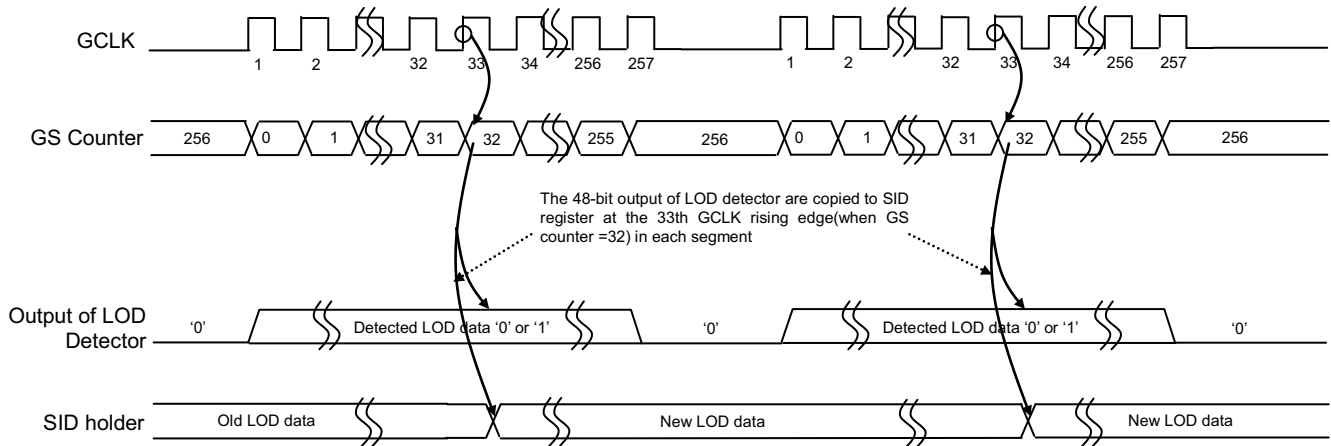 GCLK
1 2 32 33 34 256 257 1 2 32 33 34 256 257
GS Counter 256 0 1 31 32 255 256 0 1 31 32 255 256
The 48-bit output of LOD detector are copied to SID
register at the 33th GCLK rising edge(when GS
counter =32) in each segment
Output of LOD
Detector
‘0’ Detected LOD data ‘0’ or ‘1’ ‘0’ Detected LOD data ‘0’ or ‘1’ ‘0’
SID holder Old LOD data New LOD data New LOD data